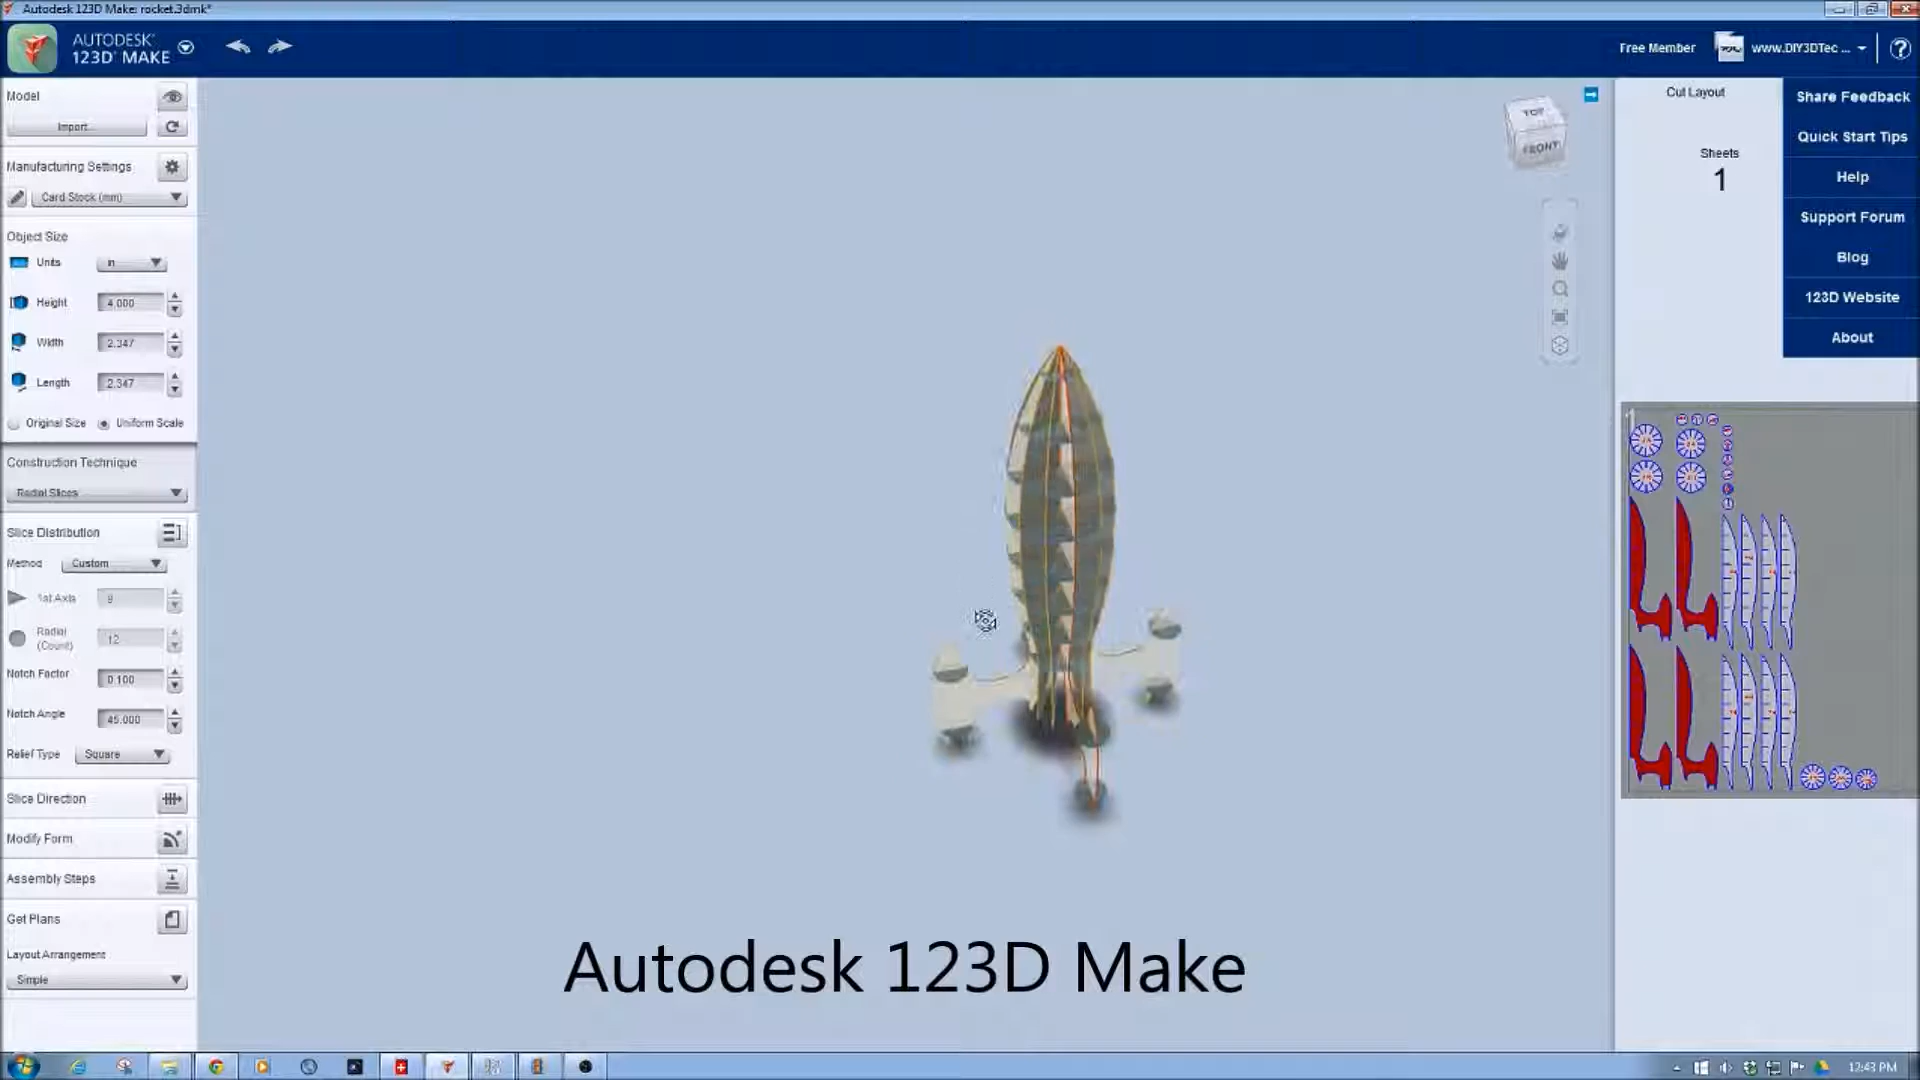 Autodesk 123D Make: rocket.3dmk*
AUTODESK®
123D® MAKE
Free Member
www.DIY3DTec ...
Model
Import...
Manufacturing Settings
Card Stock (mm)
Object Size
Units
in
Height
4.000
Width
2.347
Length
2.347
Original Size
Uniform Scale
Construction Technique
Radial Slices
Slice Distribution
Method
Custom
1st Axis
Radial
(Count)
12
Notch Factor
0.100
Notch Angle
45.000
Relief Type
Square
Slice Direction
Modify Form
Assembly Steps
Get Plans
Layout Arrangement
Simple
TOP
FRONT
Cut Layout
Sheets
1
Share Feedback
Quick Start Tips
Help
Support Forum
Blog
123D Website
About
1
Autodesk 123D Make
12:43 PM